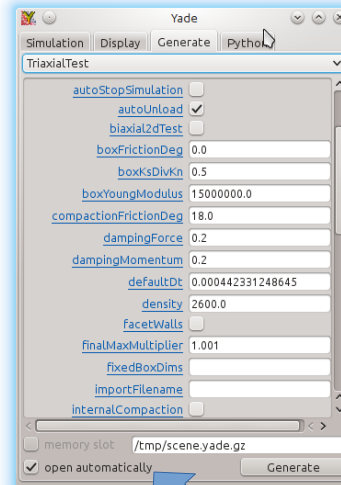 Yade
Simulation Display Generate Python
TriaxialTest
autoStopSimulation
autoUnload
biaxial2dTest
boxFrictionDeg 0.0
boxKsDivKn 0.5
boxYoungModulus 15000000.0
compactionFrictionDeg 18.0
dampingForce 0.2
dampingMomentum 0.2
defaultDt 0.000442331248645
density 2600.0
facetWalls
finalMaxMultiplier 1.001
fixedBoxDims
importFilename
internalCompaction
memory slot /tmp/scene.yade.gz
open automatically Generate